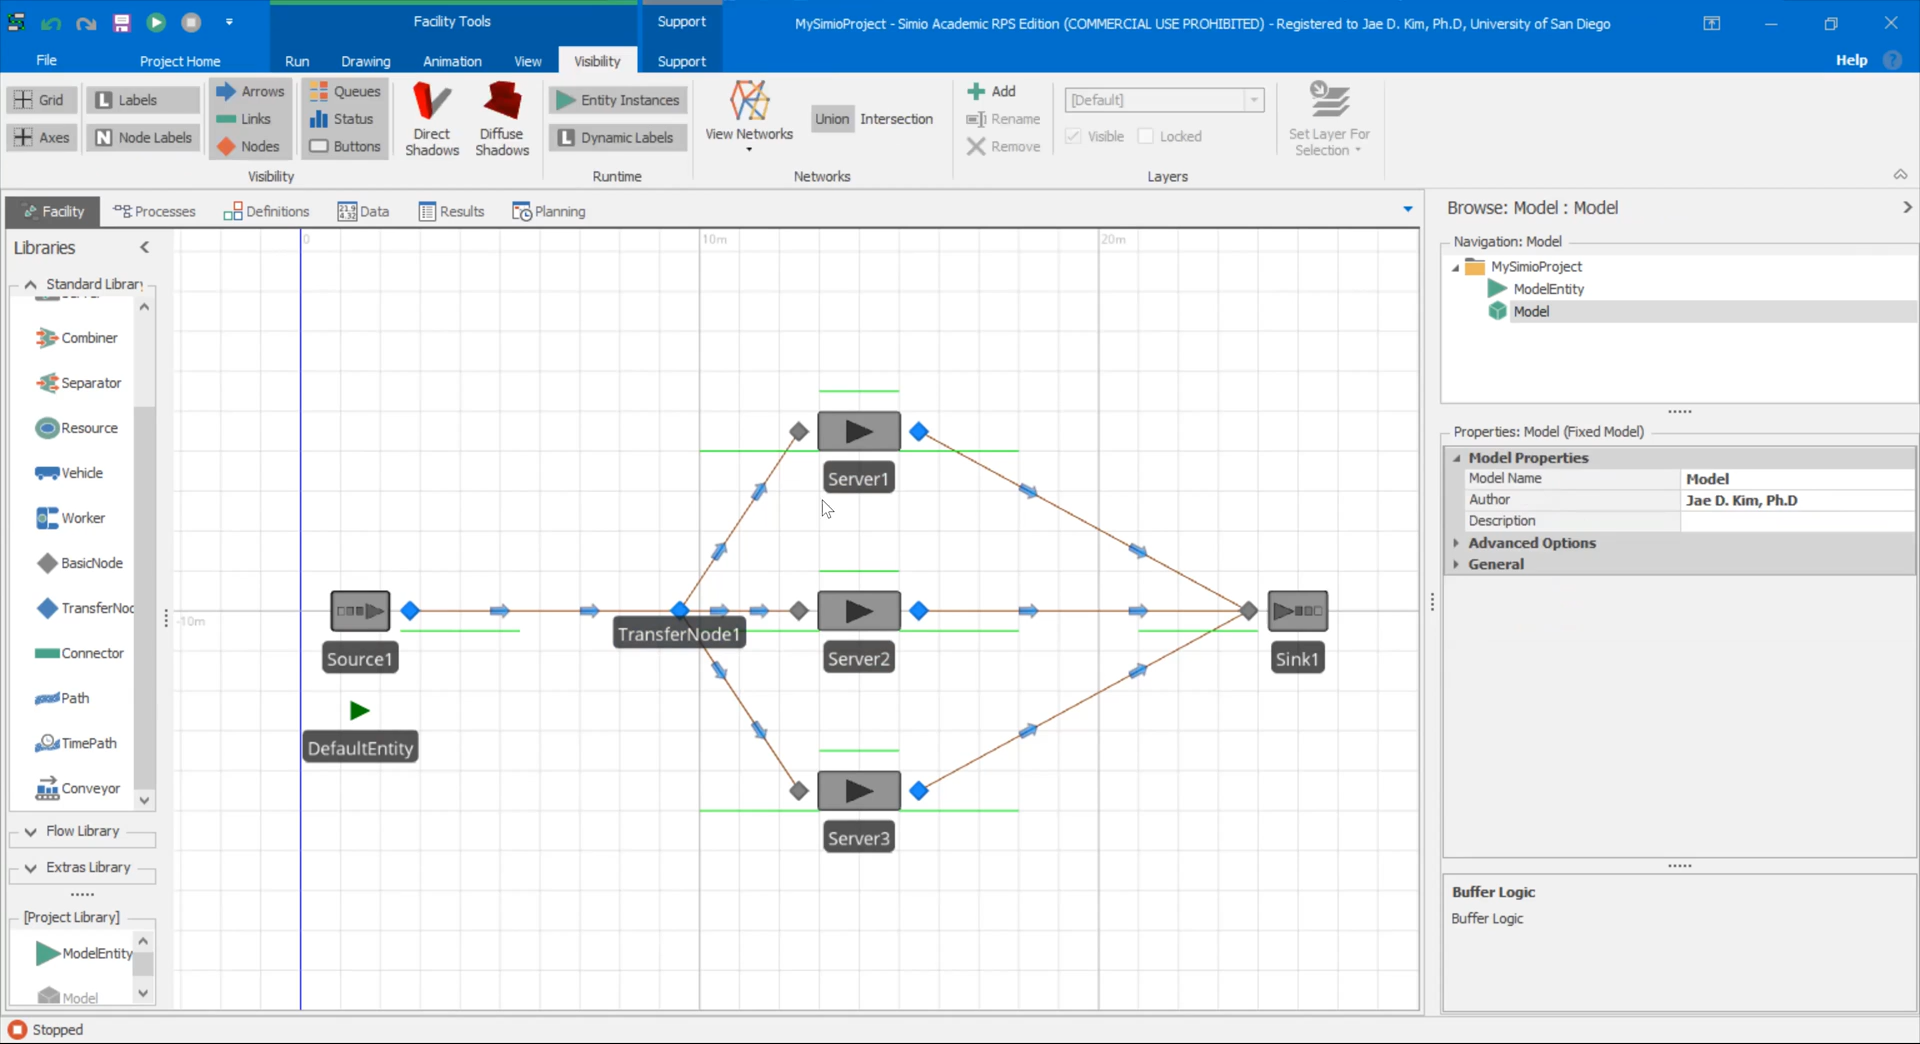 Facility Tools
Support
MySimioProject - Simio Academic RPS Edition (COMMERCIAL USE PROHIBITED) - Registered to Jae D. Kim, Ph.D, University of San Diego
File
Project Home
Run
Drawing
Animation
View
Visibility
Support
Help
Grid
Labels
Arrows
Queues
Entity Instances
Add
[Default]
Links
Status
Union
Intersection
Rename
Axes
Node Labels
Nodes
Buttons
Direct Shadows
Diffuse Shadows
Dynamic Labels
View Networks
Remove
Visible
Locked
Set Layer For Selection
Visibility
Runtime
Networks
Layers
Facility
Processes
Definitions
21.9
4.32
Data
Results
Planning
Browse: Model : Model
Libraries
0
10m
20m
Navigation: Model
MySimioProject
ModelEntity
Model
Standard Library
Server
Combiner
Separator
Resource
Vehicle
Worker
BasicNode
TransferNod
Connector
Path
TimePath
Conveyor
Flow Library
Extras Library
[Project Library]
ModelEntity
Model
-10m
Source1
DefaultEntity
TransferNode1
Server1
Server2
Server3
Sink1
Properties: Model (Fixed Model)
Model Properties
Model Name
Model
Author
Jae D. Kim, Ph.D
Description
Advanced Options
General
Buffer Logic
Buffer Logic
Stopped